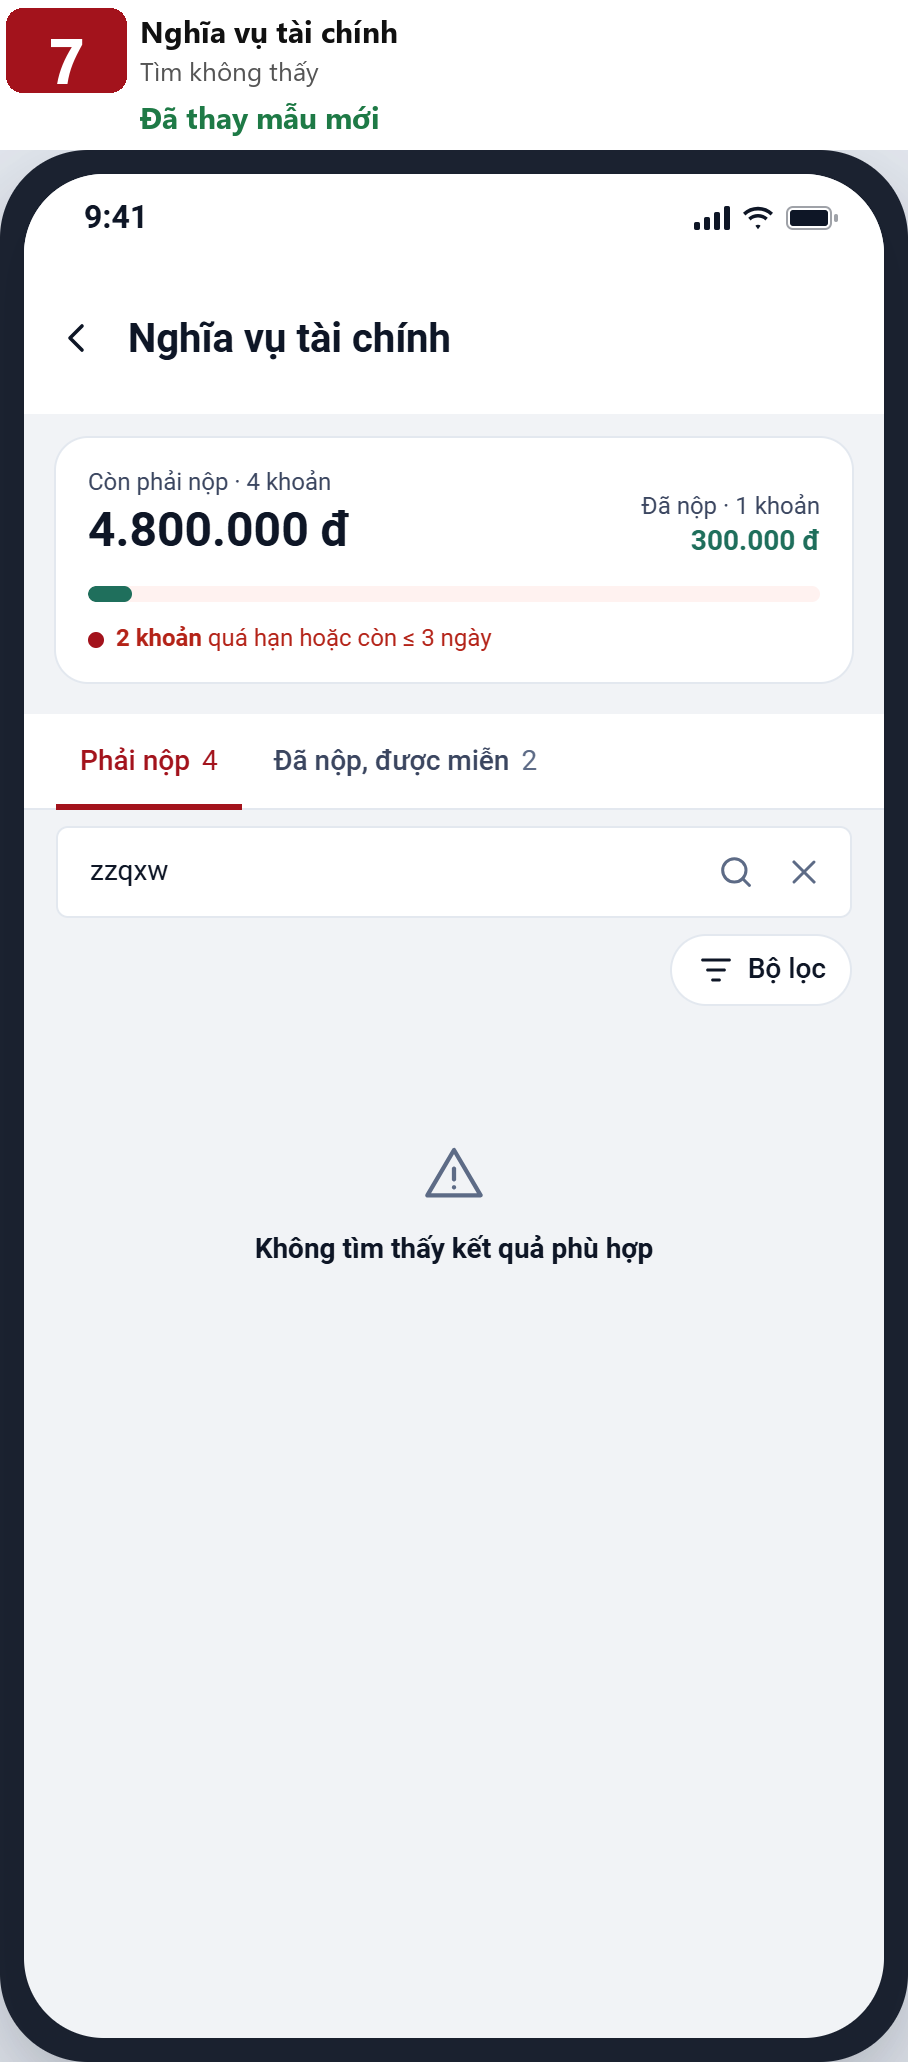 7
Nghĩa vụ tài chính
Tìm không thấy
Đã thay mẫu mới
9:41
Nghĩa vụ tài chính
Còn phải nộp · 4 khoản
4.800.000 đ
Đã nộp · 1 khoản
300.000 đ
2 khoản quá hạn hoặc còn ≤ 3 ngày
Phải nộp 4
Đã nộp, được miễn 2
zzqxw
Bộ lọc
Không tìm thấy kết quả phù hợp